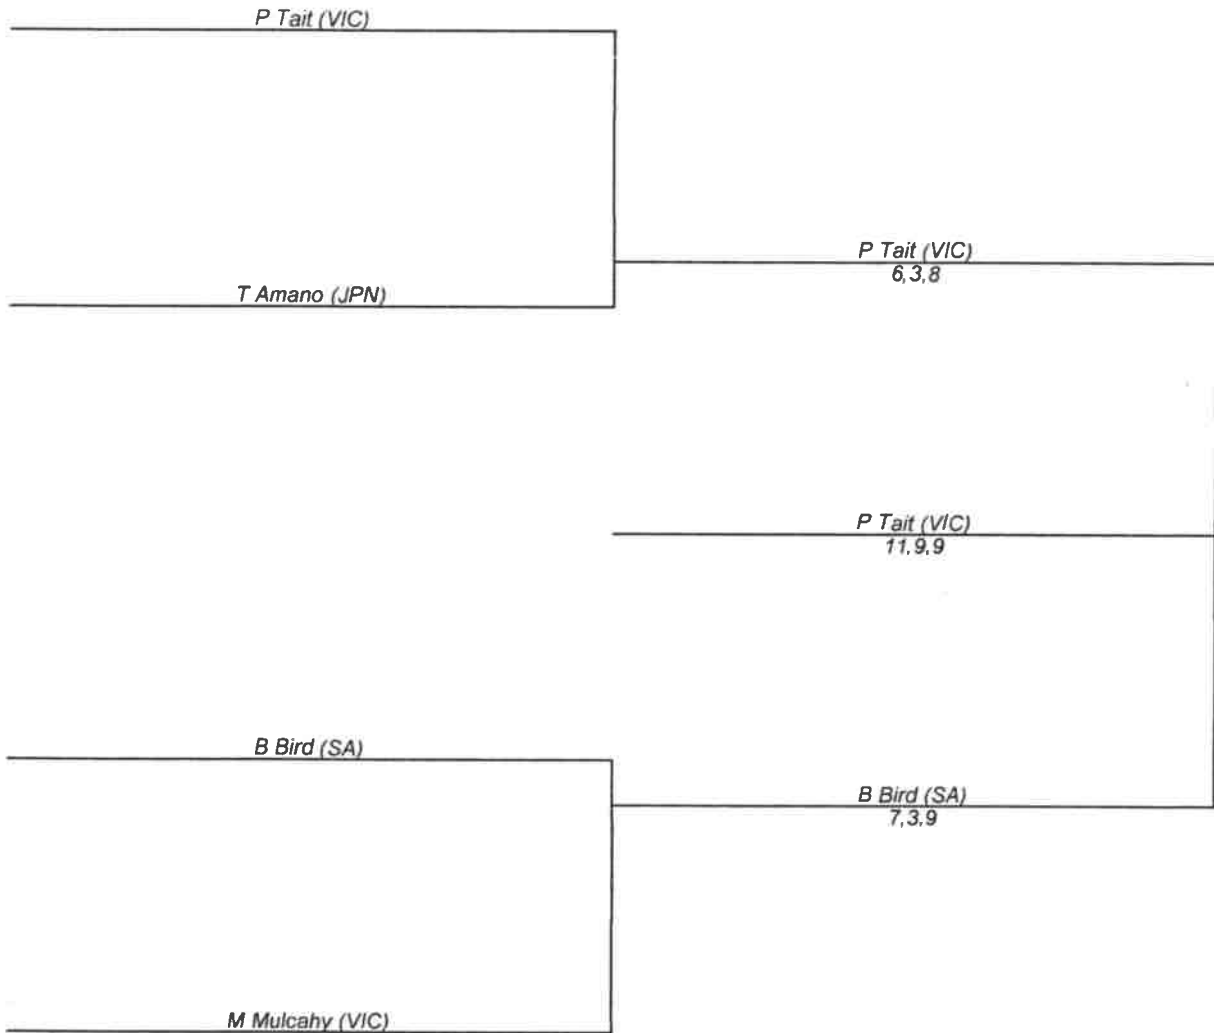 P Tait (VIC)
P Tait (VIC)
6,3,8
T Amano (JPN)
P Tait (VIC)
11,9,9
B Bird (SA)
B Bird (SA)
7,3,9
M Mulcahy (VIC)